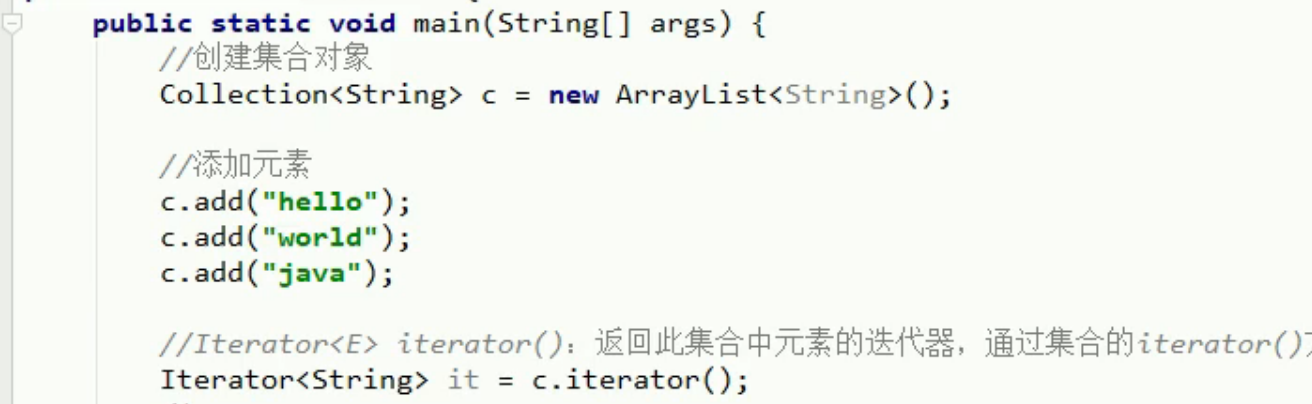 public static void main(String[] args) {
//创建集合对象
Collection<String> c = new ArrayList<String>();
//添加元素
c.add("hello");
c.add("world");
c.add("java");
//Iterator<E> iterator(): 返回此集合中元素的迭代器，通过集合的iterator()
Iterator<String> it = c.iterator();